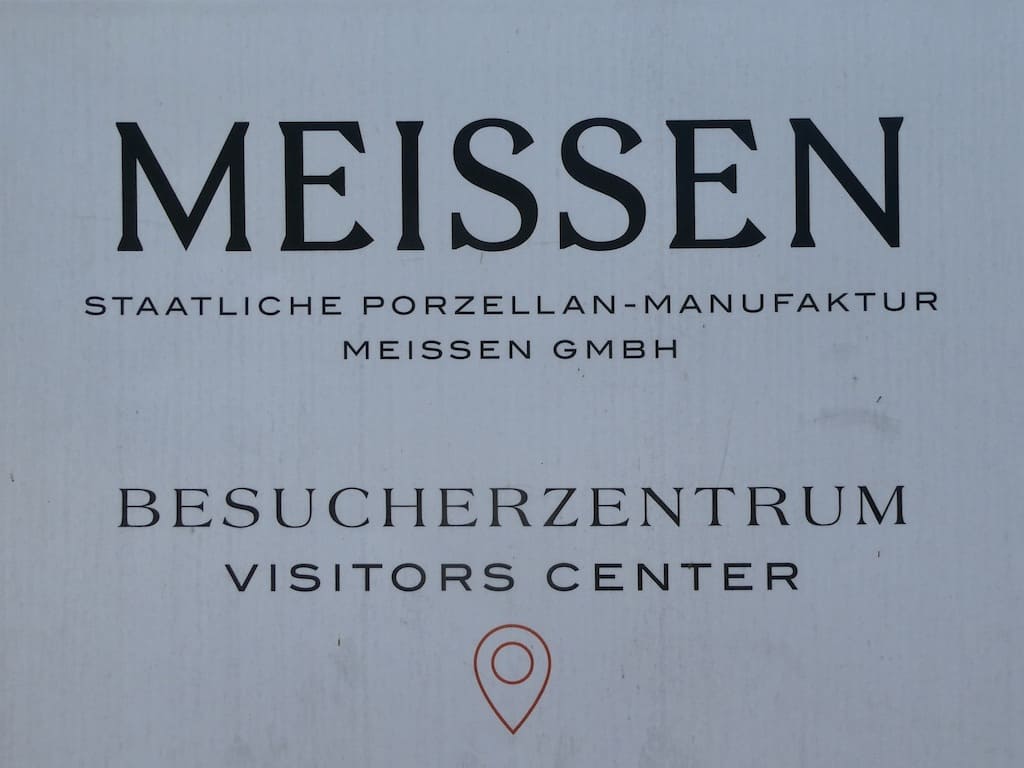 MEISSEN
STAATLICHE PORZELLAN-MANUFAKTUR
MEISSEN GMBH
BESUCHERZENTRUM
VISITORS CENTER